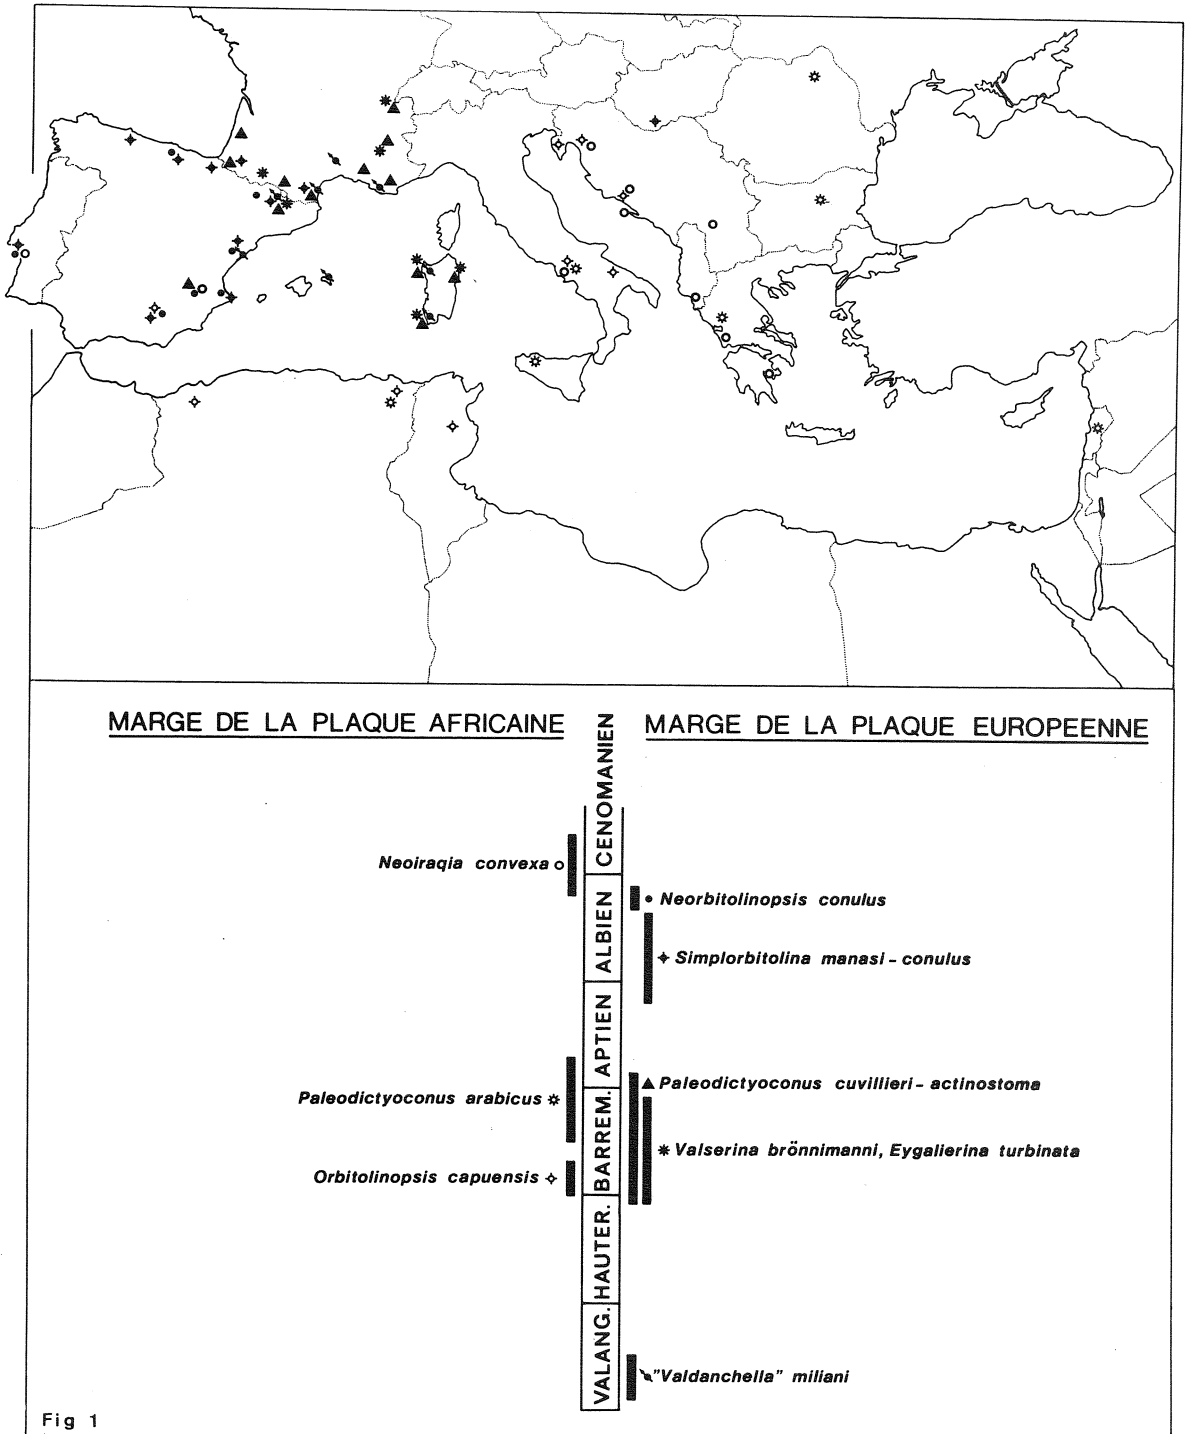 MARGE DE LA PLAQUE AFRICAINE
MARGE DE LA PLAQUE EUROPEENNE
CENOMANIEN
ALBIEN
APTIEN
BARREM.
HAUTER.
VALANG.
Neoiraqia convexa
Neorbitolinopsis conulus
Simplorbitolina manasi - conulus
Paleodictyoconus arabicus
Paleodictyoconus cuvillieri - actinostoma
Valserina brönnimanni, Eygalierina turbinata
Orbitolinopsis capuensis
"Valdanchella" miliani
Fig 1